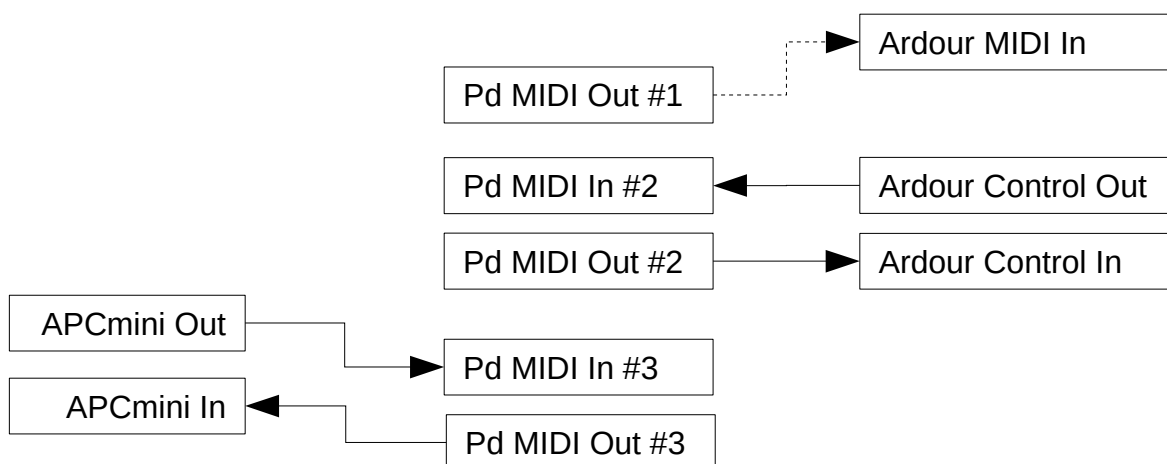 Ardour MIDI In
Pd MIDI Out #1
Pd MIDI In #2
Ardour Control Out
Pd MIDI Out #2
Ardour Control In
APCmini Out
Pd MIDI In #3
APCmini In
Pd MIDI Out #3